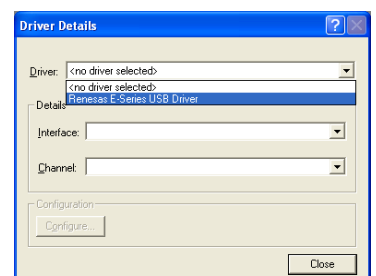 Driver Details
Driver: <no driver selected>
<no driver selected>
Renesas E-Series USB Driver
Details
Interface:
Channel:
Configuration
Configure...
Close